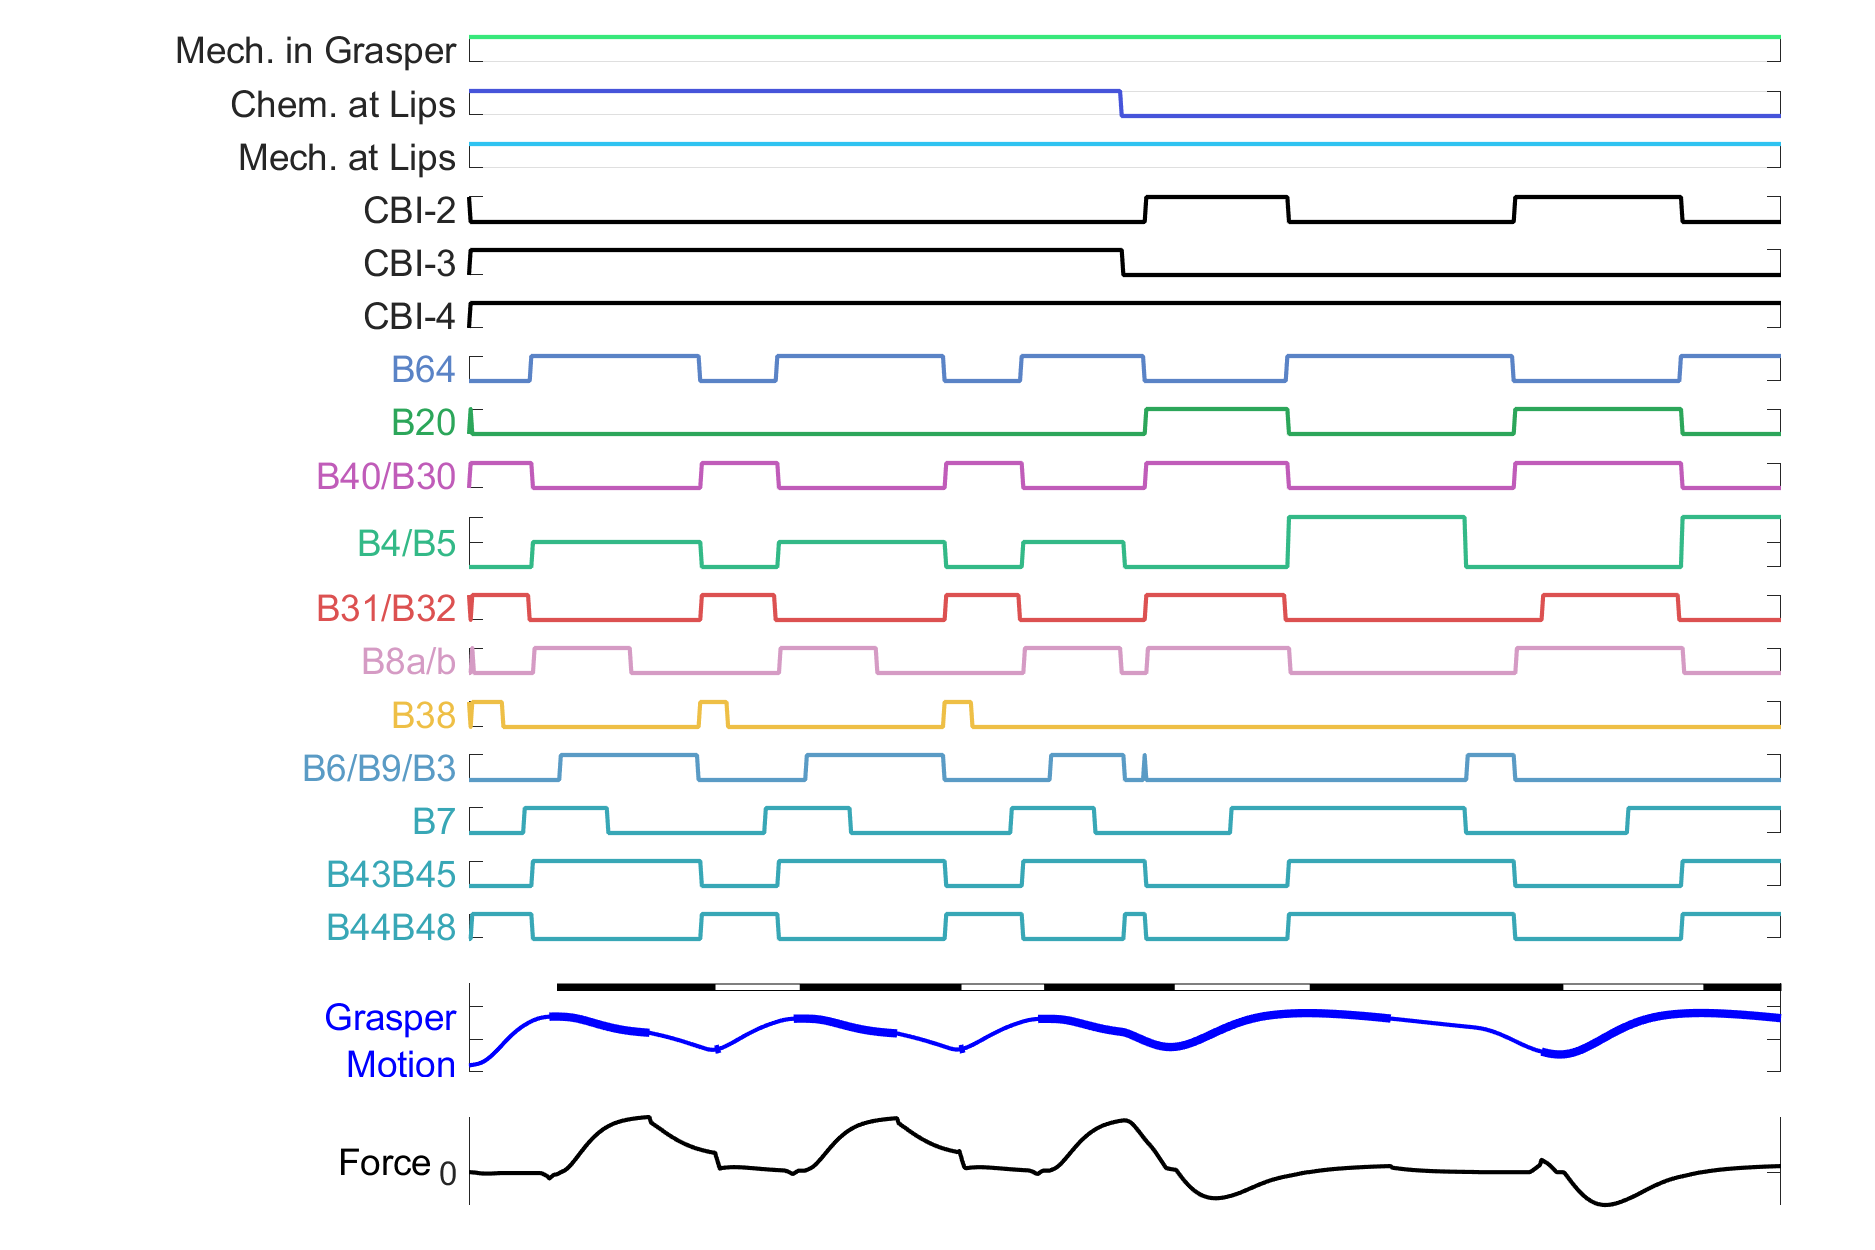 Mech. in Grasper
Chem. at Lips
Mech. at Lips
CBI-2
CBI-3
CBI-4
B64
B20
B40/B30
B4/B5
B31/B32
B8a/b
B38
B6/B9/B3
B7
B43B45
B44B48
Grasper
Motion
Force 0